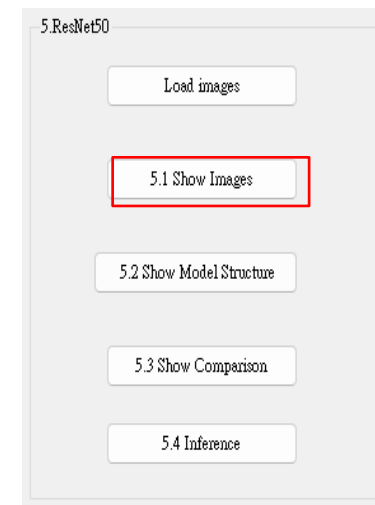 5.ResNet50
Load images
5.1 Show Images
5.2 Show Model Structure
5.3 Show Comparison
5.4 Inference